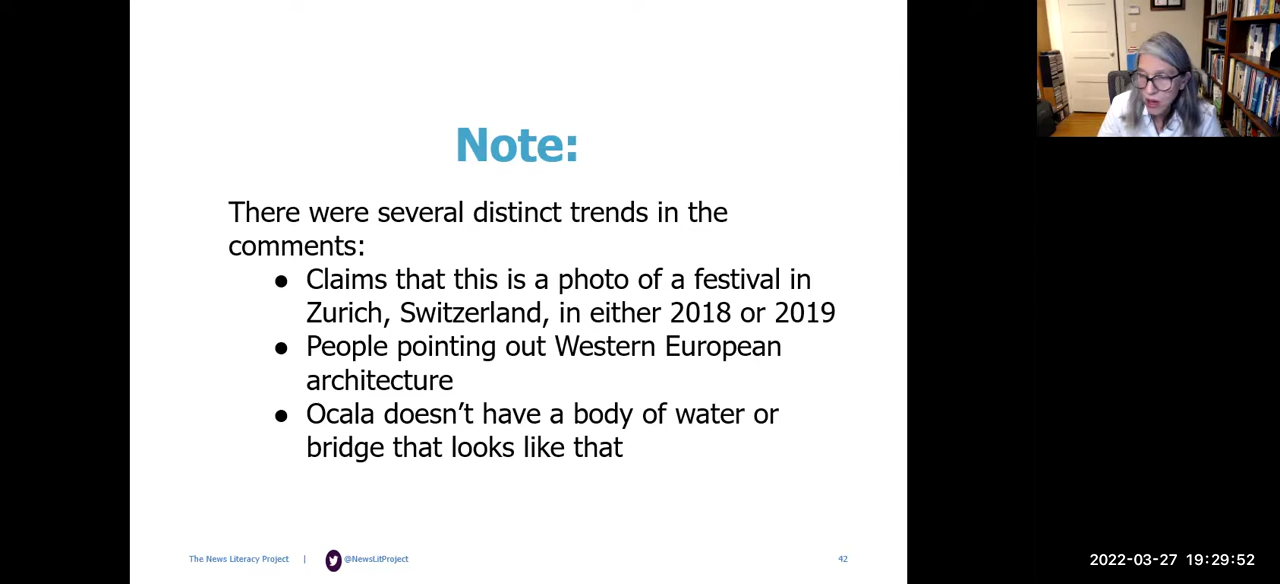 Note:
There were several distinct trends in the
comments:
● Claims that this is a photo of a festival in
Zurich, Switzerland, in either 2018 or 2019
● People pointing out Western European
architecture
● Ocala doesn’t have a body of water or
bridge that looks like that
The News Literacy Project | @NewsLitProject 42
2022-03-27 19:29:52